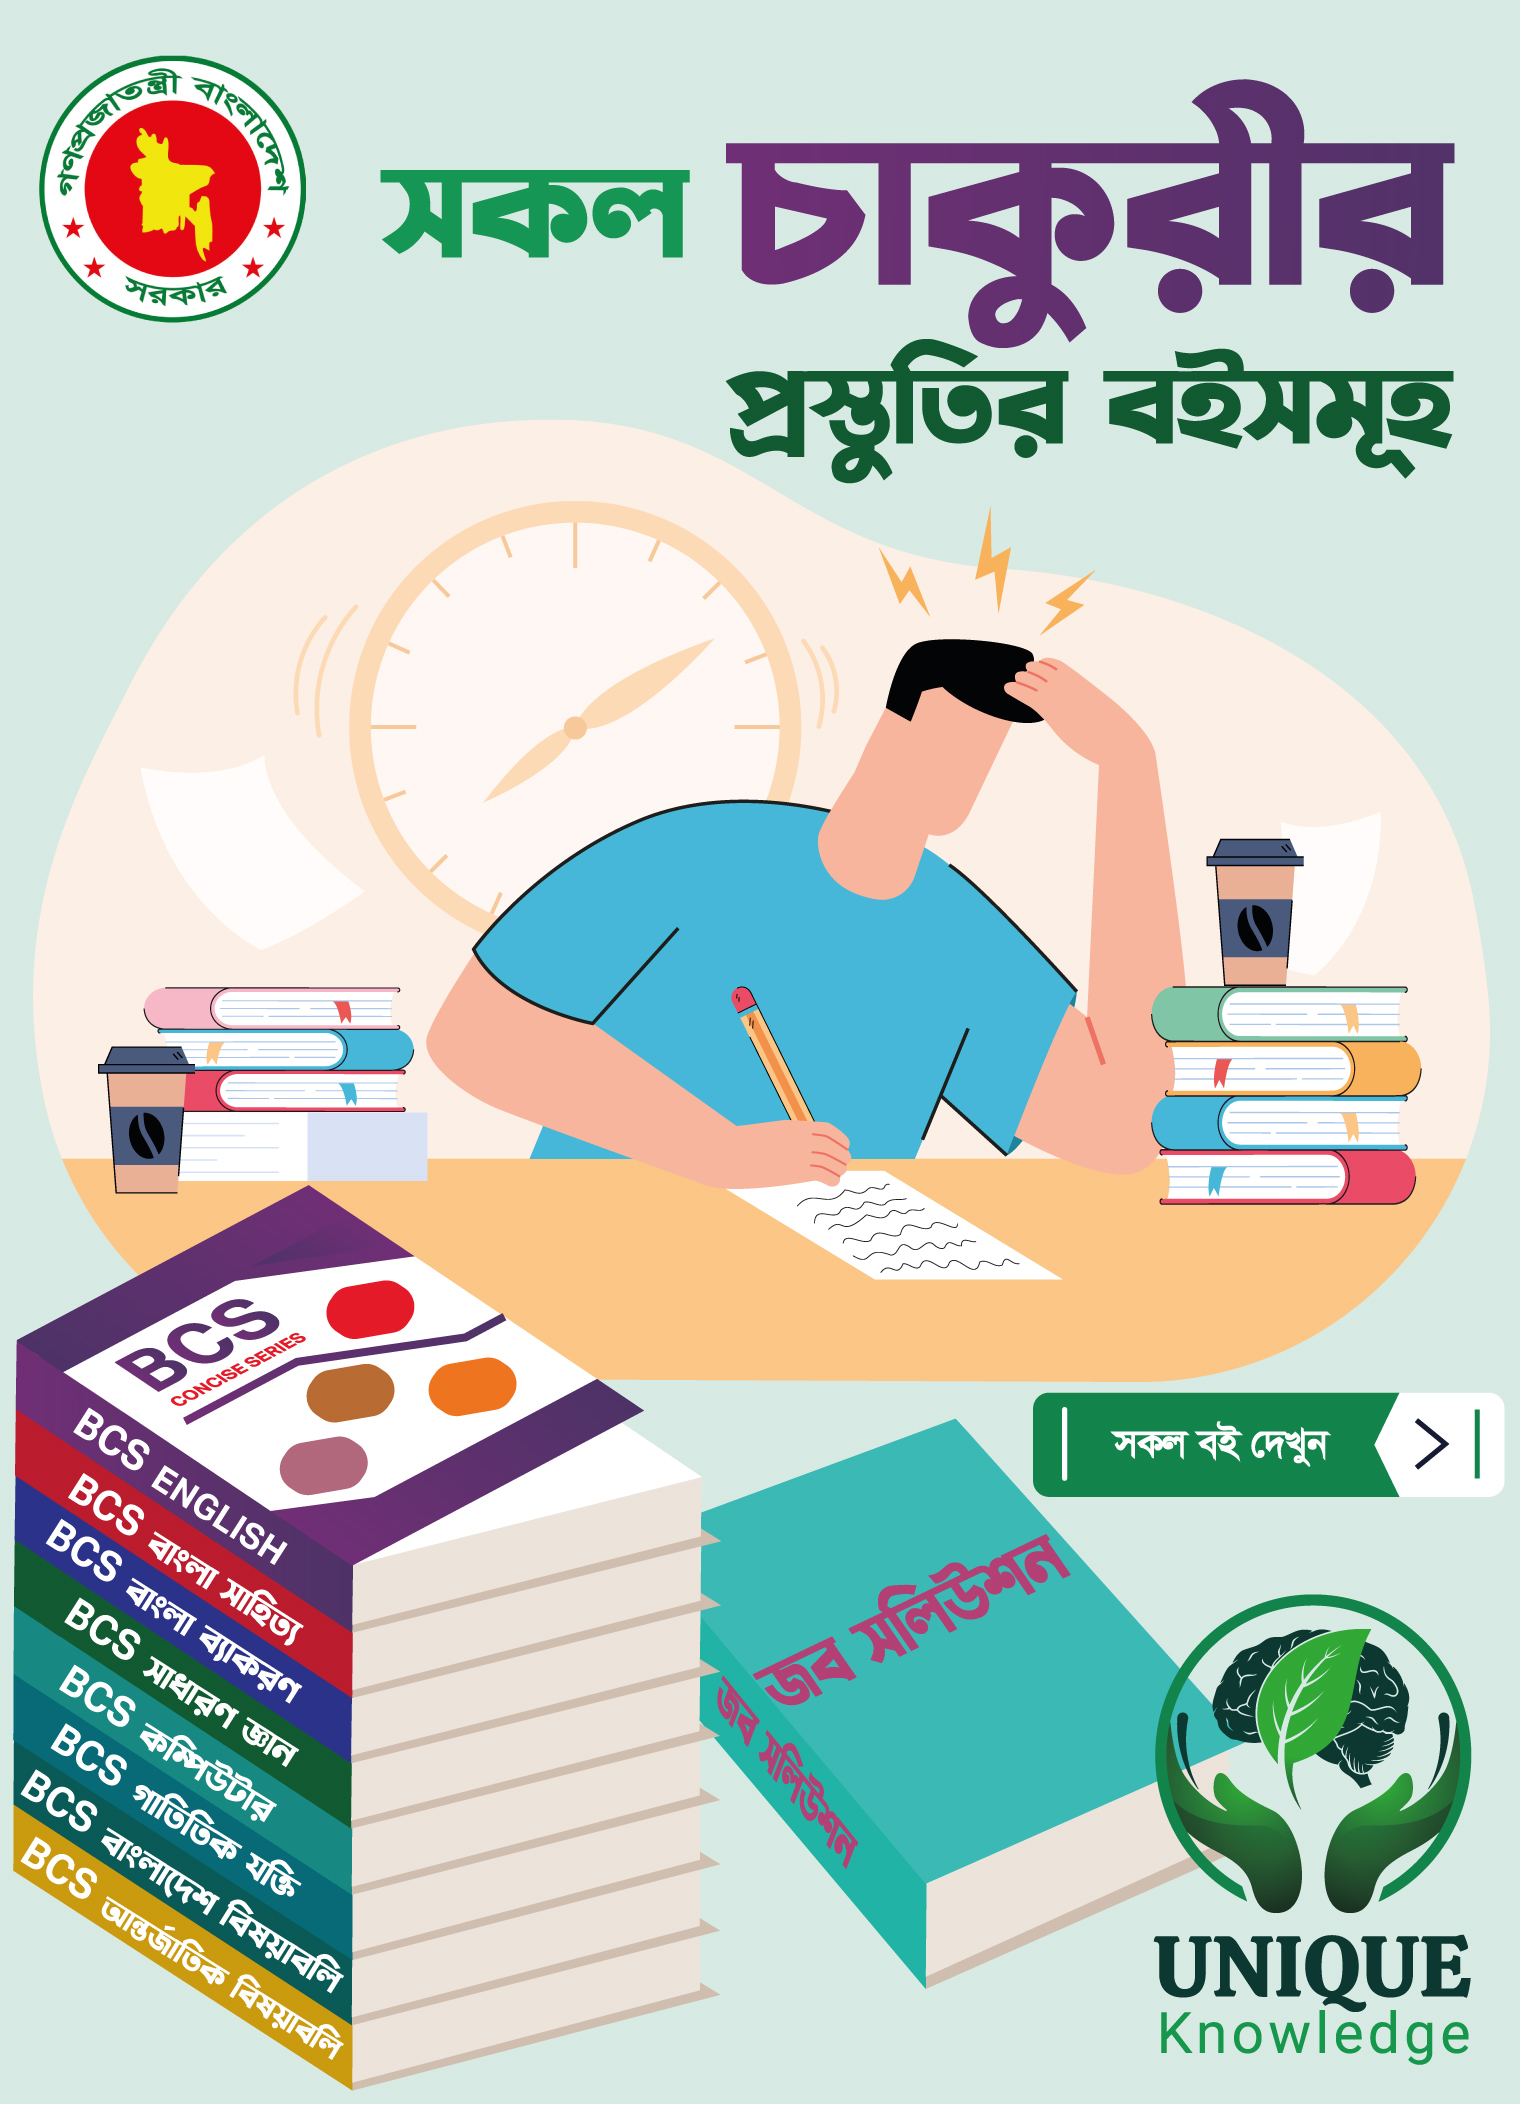 গণপ্রজাতন্ত্রী বাংলাদেশ
সরকার
সকল চাকুরীর
প্রস্তুতির বইসমূহ
BCS
CONCISE SERIES
BCS ENGLISH
BCS বাংলা সাহিত্য
BCS বাংলা ব্যাকরণ
BCS সাধারণ জ্ঞান
BCS কম্পিউটার
BCS গাতিতিক যক্তি
BCS বাংলাদেশ বিষয়াবলি
BCS আন্তর্জাতিক বিষয়াবলি
সকল বই দেখুন
জব সলিউশন
জব সলিউশন
UNIQUE
Knowledge